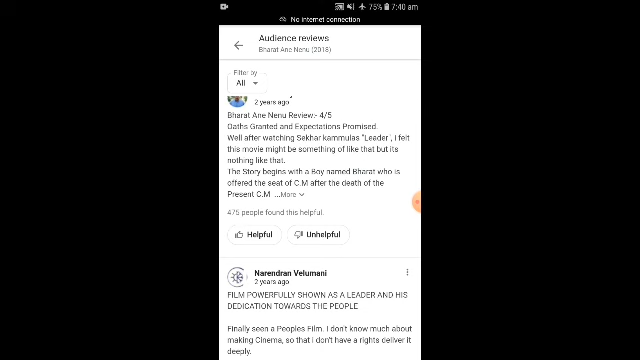 75% 7:40 am
No internet connection
Audience reviews
Bharat Ane Nenu (2018)
Filter by
All
2 years ago
Bharat Ane Nenu Review:- 4/5
Oaths Granted and Expectations Promised.
Well after watching Sekhar kammulas "Leader", i felt
this movie might be something of like that but its
nothing like that.
The Story begins with a Boy named Bharat who is
offered the seat of C.M after the death of the
Present C.M ...More
475 people found this helpful.
Helpful
Unhelpful
Narendran Velumani
2 years ago
FILM POWERFULLY SHOWN AS A LEADER AND HIS
DEDICATION TOWARDS THE PEOPLE
Finally seen a Peoples Film. I don't know much about
making Cinema, so that i don't have a rights deliver it
deeply.